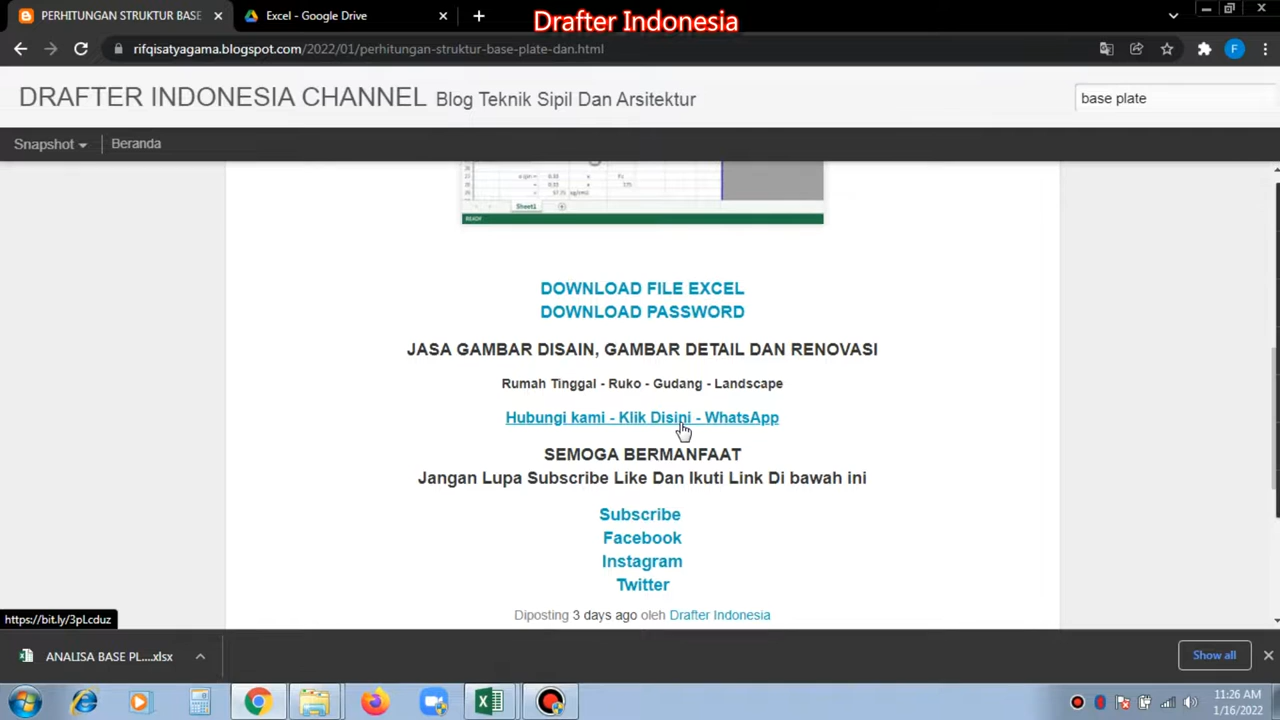 Drafter Indonesia
PERHITUNGAN STRUKTUR BASE
Excel - Google Drive
rifqisatyagama.blogspot.com/2022/01/perhitungan-struktur-base-plate-dan.html
F
DRAFTER INDONESIA CHANNEL Blog Teknik Sipil Dan Arsitektur
base plate
Snapshot
Beranda
Sheet1
READY
DOWNLOAD FILE EXCEL
DOWNLOAD PASSWORD
JASA GAMBAR DISAIN, GAMBAR DETAIL DAN RENOVASI
Rumah Tinggal - Ruko - Gudang - Landscape
Hubungi kami - Klik Disini - WhatsApp
SEMOGA BERMANFAAT
Jangan Lupa Subscribe Like Dan Ikuti Link Di bawah ini
Subscribe
Facebook
Instagram
Twitter
Diposting 3 days ago oleh Drafter Indonesia
https://bit.ly/3pLcduz
ANALISA BASE PL....xlsx
Show all
11:26 AM
1/16/2022